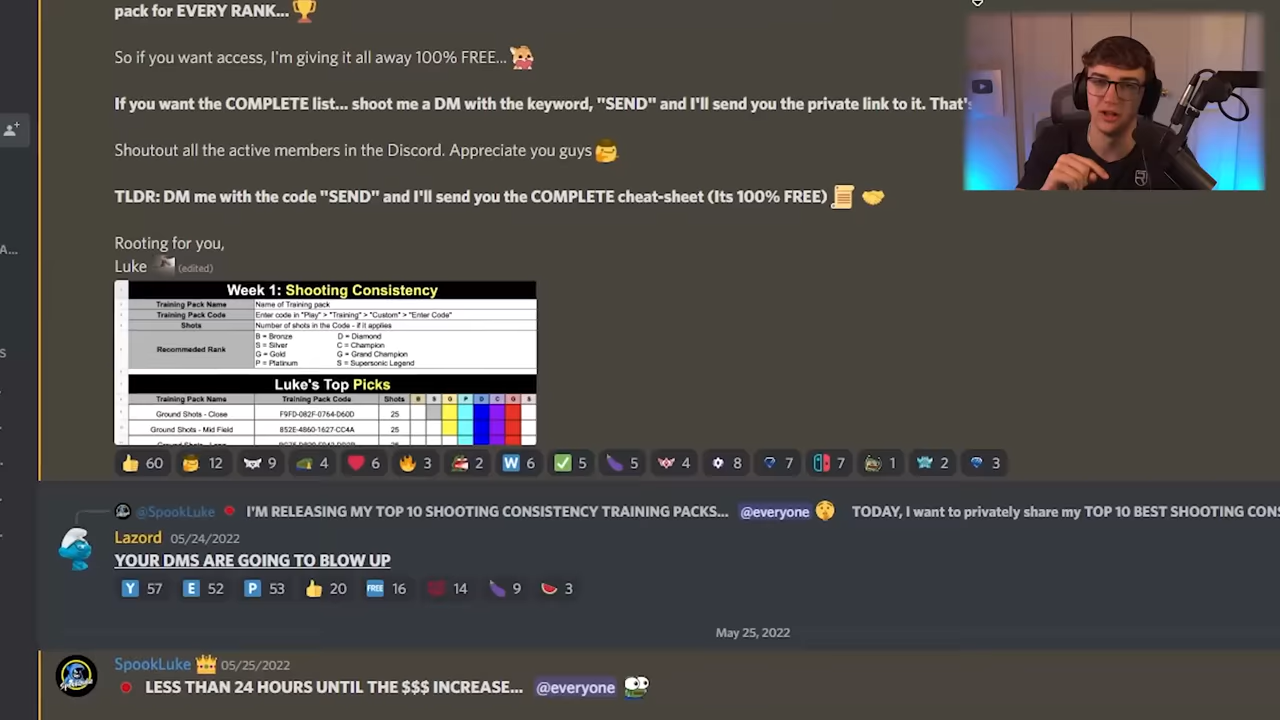 pack for EVERY RANK...
So if you want access, I'm giving it all away 100% FREE...
If you want the COMPLETE list... shoot me a DM with the keyword, "SEND" and I'll send you the private link to it. That's
Shoutout all the active members in the Discord. Appreciate you guys
TLDR: DM me with the code "SEND" and I'll send you the COMPLETE cheat-sheet (Its 100% FREE)
A...
Rooting for you,
Luke (edited)
Week 1: Shooting Consistency
Training Pack Name Name of Training pack
Training Pack Code Enter code in "Play" > "Training" > "Custom" > "Enter Code"
Shots Number of shots in the Code - if it applies
Recommeded Rank
B = Bronze D = Diamond
S = Silver C = Champion
G = Gold G = Grand Champion
P = Platinum S = Supersonic Legend
Luke's Top Picks
Training Pack Name Training Pack Code Shots B S G P D C G S
Ground Shots - Close F9FD-082F-0764-D60D 25
Ground Shots - Mid Field 852E-4860-1627-CC4A 25
60 12 9 4 6 3 2 W 6 5 5 4 8 7 7 1 2 3
@SpookLuke I'M RELEASING MY TOP 10 SHOOTING CONSISTENCY TRAINING PACKS... @everyone TODAY, I want to privately share my TOP 10 BEST SHOOTING CONS
Lazord 05/24/2022
YOUR DMS ARE GOING TO BLOW UP
Y 57 E 52 P 53 20 FREE 16 14 9 3
May 25, 2022
SpookLuke 05/25/2022
LESS THAN 24 HOURS UNTIL THE $$$ INCREASE... @everyone